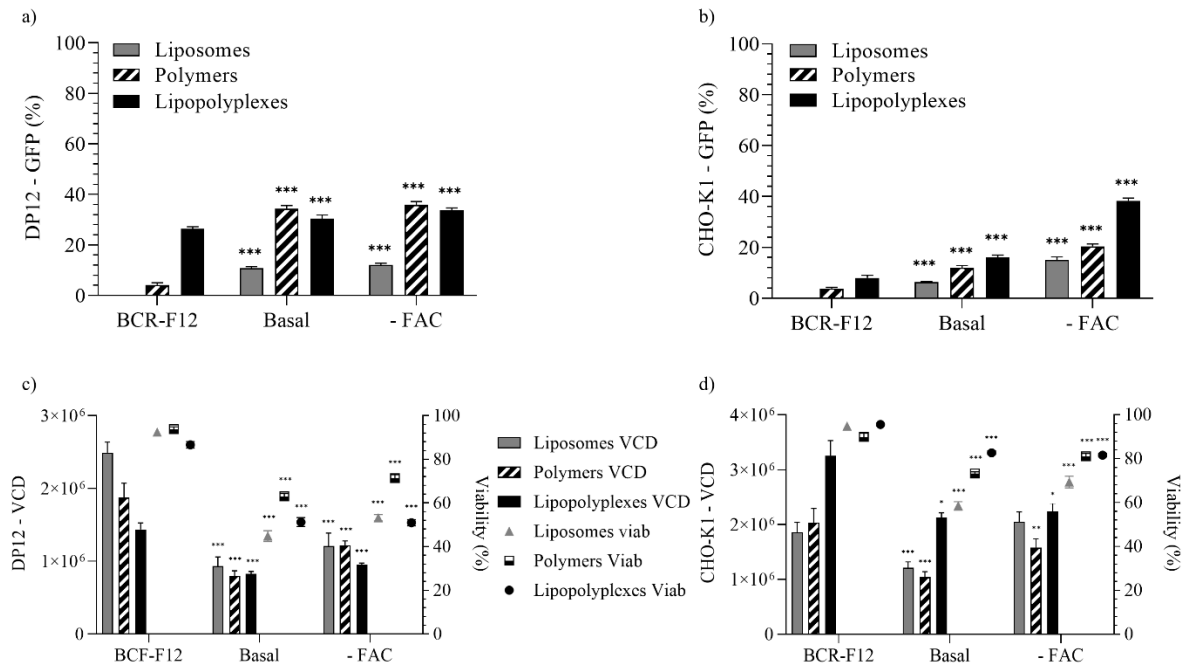 a)
100
80
60
40
20
0
DP12 - GFP (%)
Liposomes
Polymers
Lipopolyplexes
*** *** ***
*** *** ***
BCR-F12 Basal - FAC
b)
100
80
60
40
20
0
CHO-K1 - GFP (%)
Liposomes
Polymers
Lipopolyplexes
*** *** ***
*** *** ***
BCR-F12 Basal - FAC
c)
3×10⁶
2×10⁶
1×10⁶
0
DP12 - VCD
*** *** *** *** *** ***
*** *** *** *** *** ***
BCF-F12 Basal - FAC
100
80
60
40
20
0
Viability (%)
Liposomes VCD
Polymers VCD
Lipopolyplexes VCD
Liposomes viab
Polymers Viab
Lipopolyplexes Viab
d)
4×10⁶
3×10⁶
2×10⁶
1×10⁶
0
CHO-K1 - VCD
*** *** * *** *** ***
** * *** *** ***
BCR-F12 Basal - FAC
100
80
60
40
20
0
Viability (%)